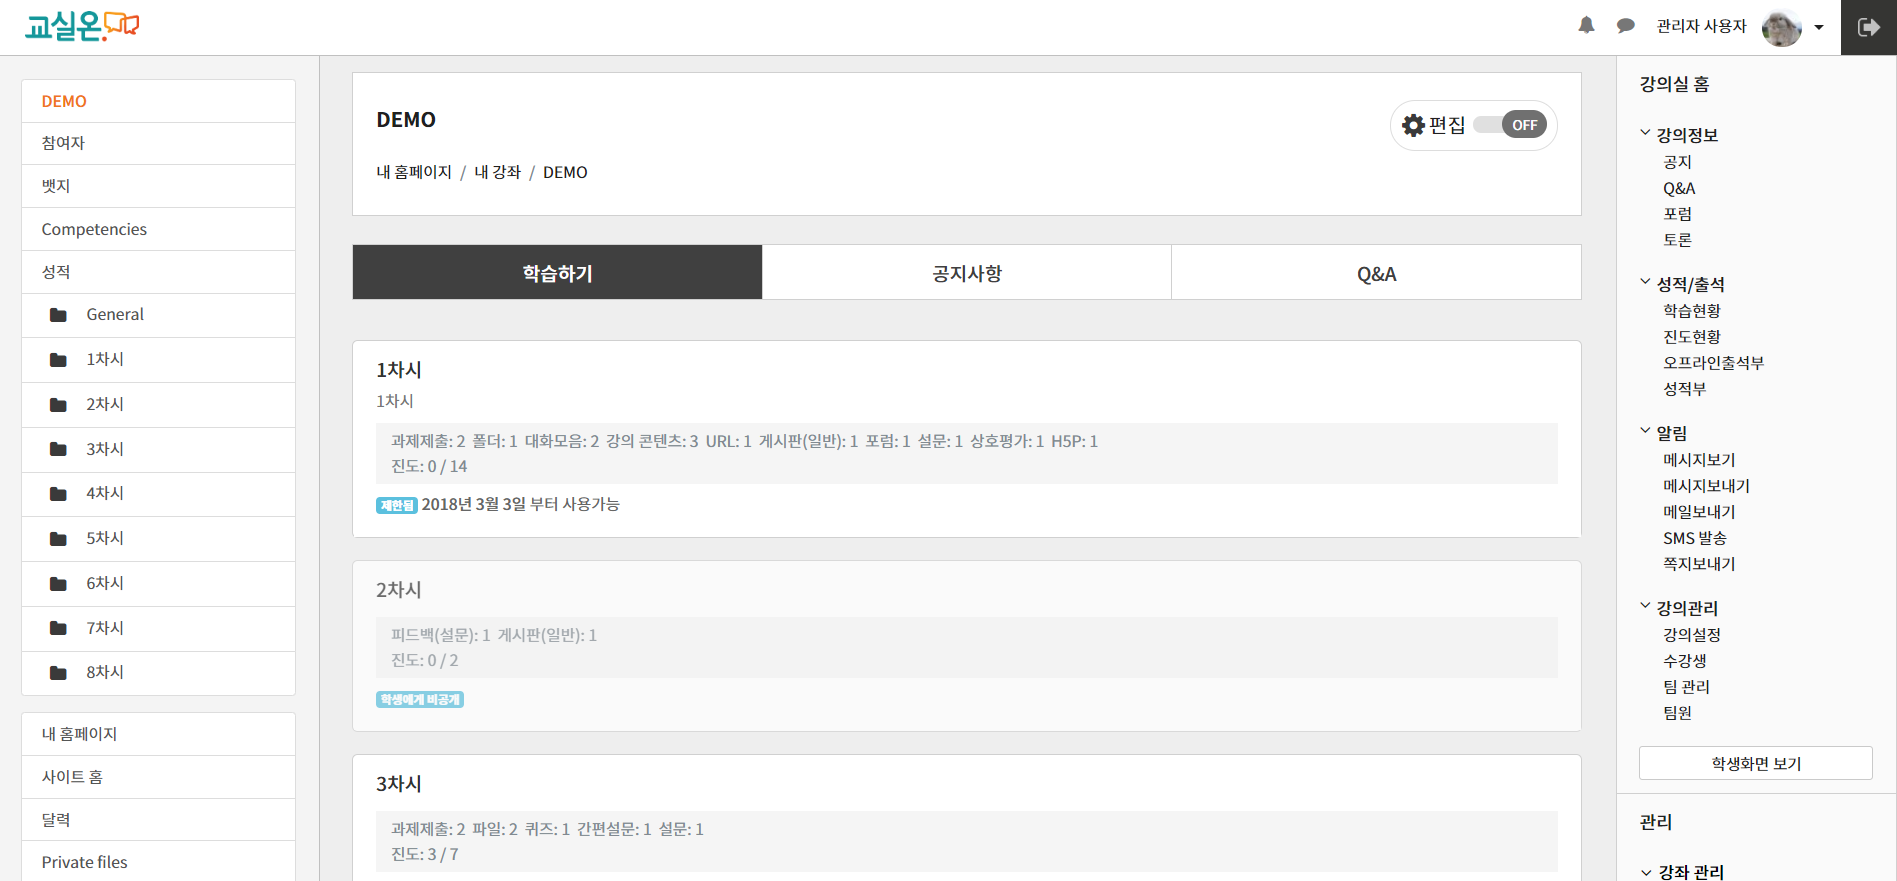 교실온.
관리자 사용자
DEMO
참여자
뱃지
Competencies
성적
General
1차시
2차시
3차시
4차시
5차시
6차시
7차시
8차시
내 홈페이지
사이트 홈
달력
Private files
DEMO
편집 OFF
내 홈페이지 / 내 강좌 / DEMO
학습하기 공지사항 Q&A
1차시
1차시
과제제출: 2 폴더: 1 대화모음: 2 강의 콘텐츠: 3 URL: 1 게시판(일반): 1 포럼: 1 설문: 1 상호평가: 1 H5P: 1
진도: 0 / 14
제한됨 2018년 3월 3일 부터 사용가능
2차시
피드백(설문): 1 게시판(일반): 1
진도: 0 / 2
학생에게 비공개
3차시
과제제출: 2 파일: 2 퀴즈: 1 간편설문: 1 설문: 1
진도: 3 / 7
강의실 홈
강의정보
공지
Q&A
포럼
토론
성적/출석
학습현황
진도현황
오프라인출석부
성적부
알림
메시지보기
메시지보내기
메일보내기
SMS 발송
쪽지보내기
강의관리
강의설정
수강생
팀 관리
팀원
학생화면 보기
관리
강좌 관리